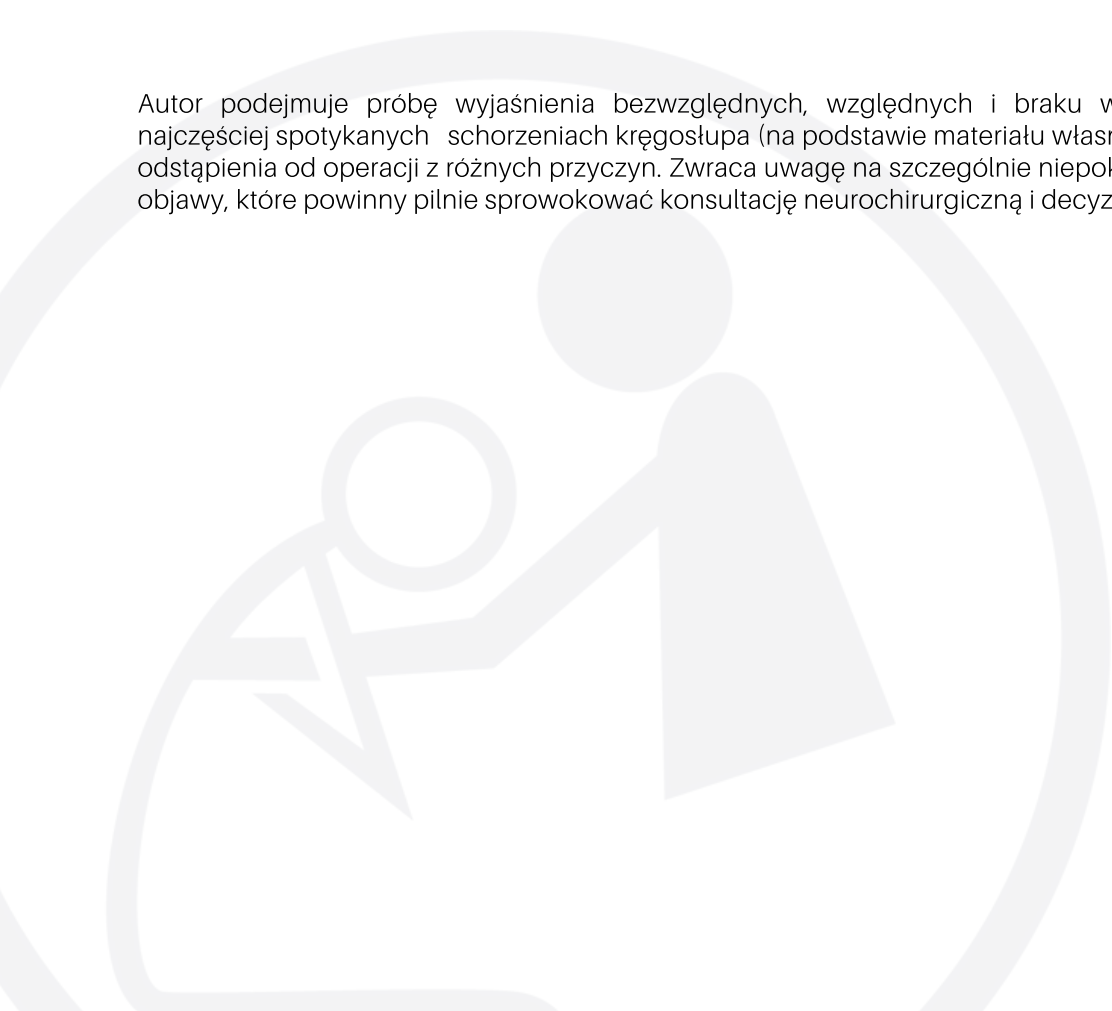 Autor podejmuje próbę wyjaśnienia bezwzględnych, względnych i braku
najczęściej spotykanych schorzeniach kręgosłupa (na podstawie materiału
odstąpienia od operacji z różnych przyczyn. Zwraca uwagę na szczególnie
objawy, które powinny pilnie sprowokować konsultację neurochirurgiczną i